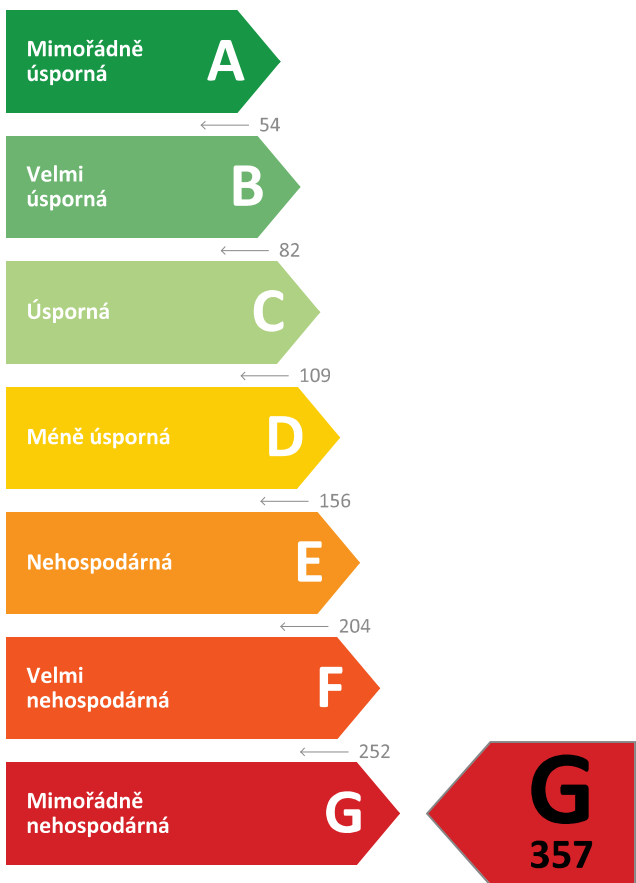 Mimořádně
úsporná
A
54
Velmi
úsporná
B
82
Úsporná
C
109
Méně úsporná
D
156
Nehospodárná
E
204
Velmi
nehospodárná
F
252
Mimořádně
nehospodárná
G
G
357